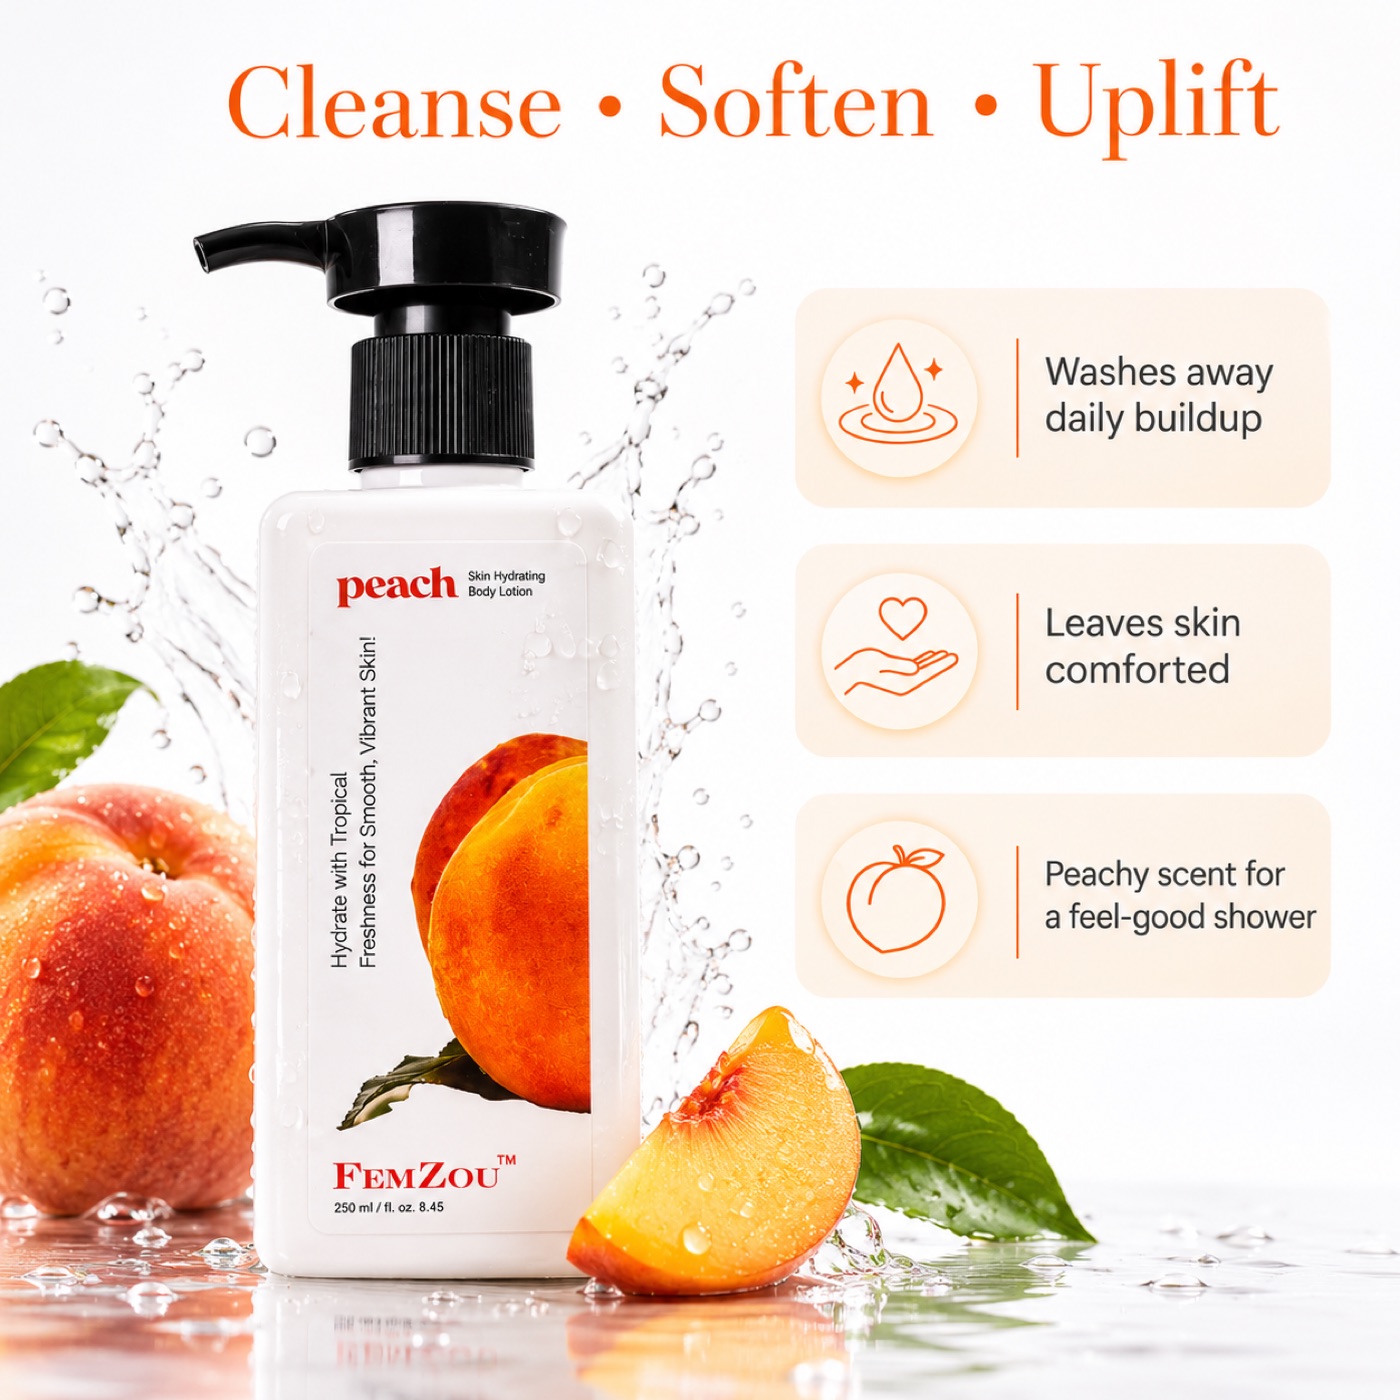 Cleanse • Soften • Uplift
peach
Skin Hydrating
Body Lotion
Hydrate with Tropical
Freshness for Smooth, Vibrant Skin!
FEMZOU™
250 ml / fl. oz. 8.45
Washes away
daily buildup
Leaves skin
comforted
Peachy scent for
a feel-good shower